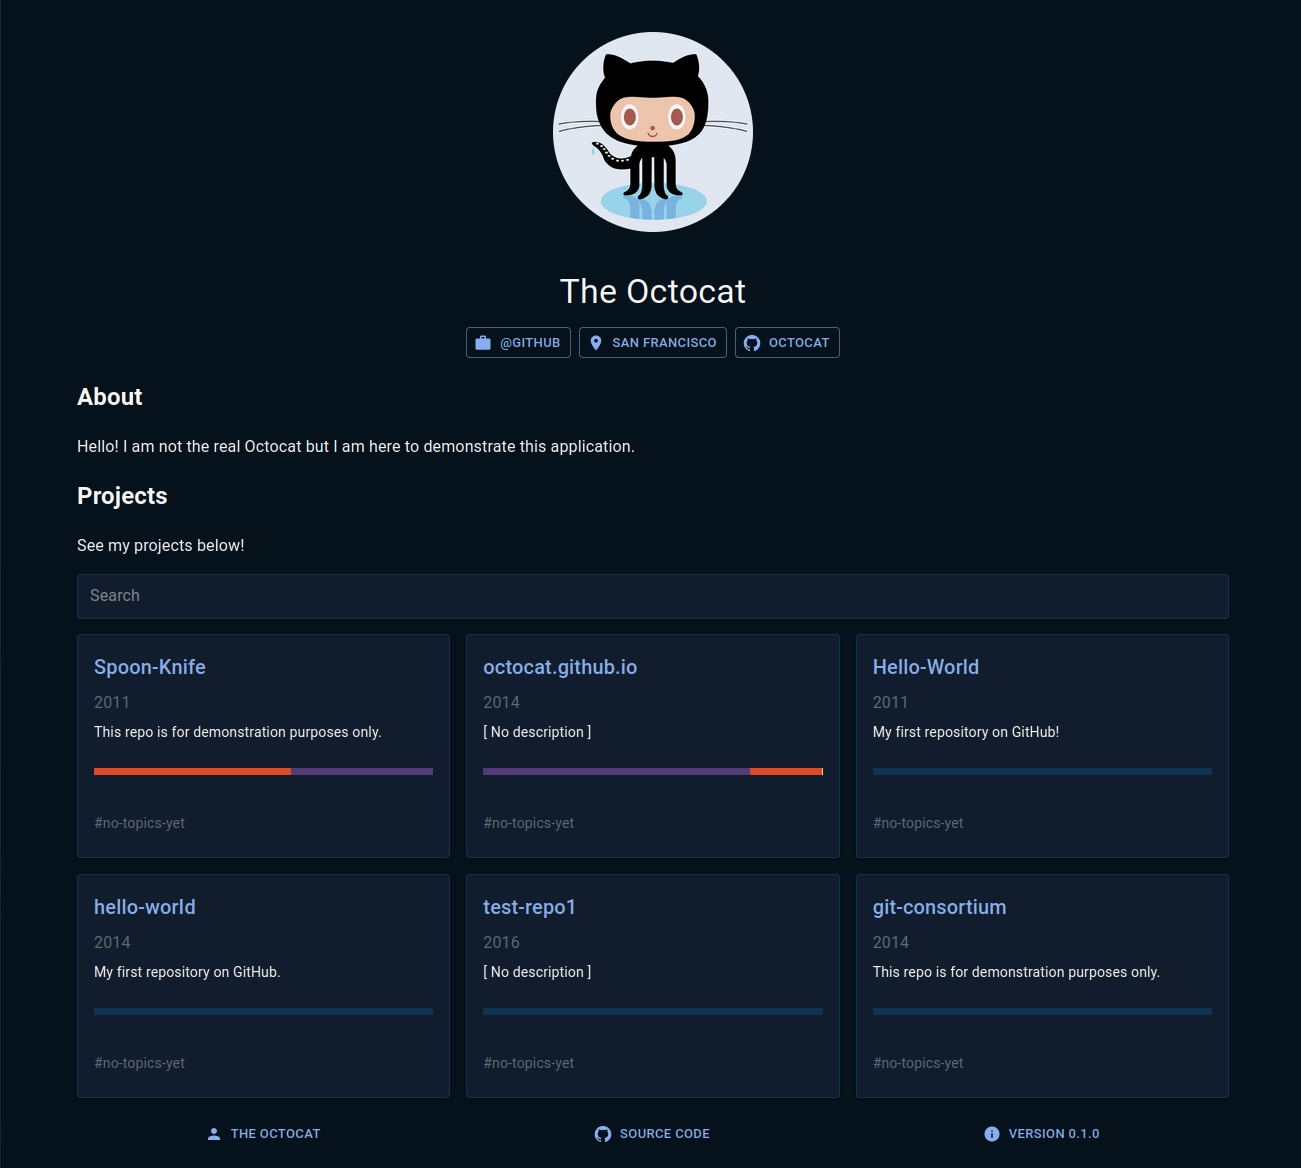 The Octocat
@GITHUB
SAN FRANCISCO
OCTOCAT
About
Hello! I am not the real Octocat but I am here to demonstrate this application.
Projects
See my projects below!
Search
Spoon-Knife
2011
This repo is for demonstration purposes only.
#no-topics-yet
octocat.github.io
2014
[ No description ]
#no-topics-yet
Hello-World
2011
My first repository on GitHub!
#no-topics-yet
hello-world
2014
My first repository on GitHub.
#no-topics-yet
test-repo1
2016
[ No description ]
#no-topics-yet
git-consortium
2014
This repo is for demonstration purposes only.
#no-topics-yet
THE OCTOCAT
SOURCE CODE
VERSION 0.1.0